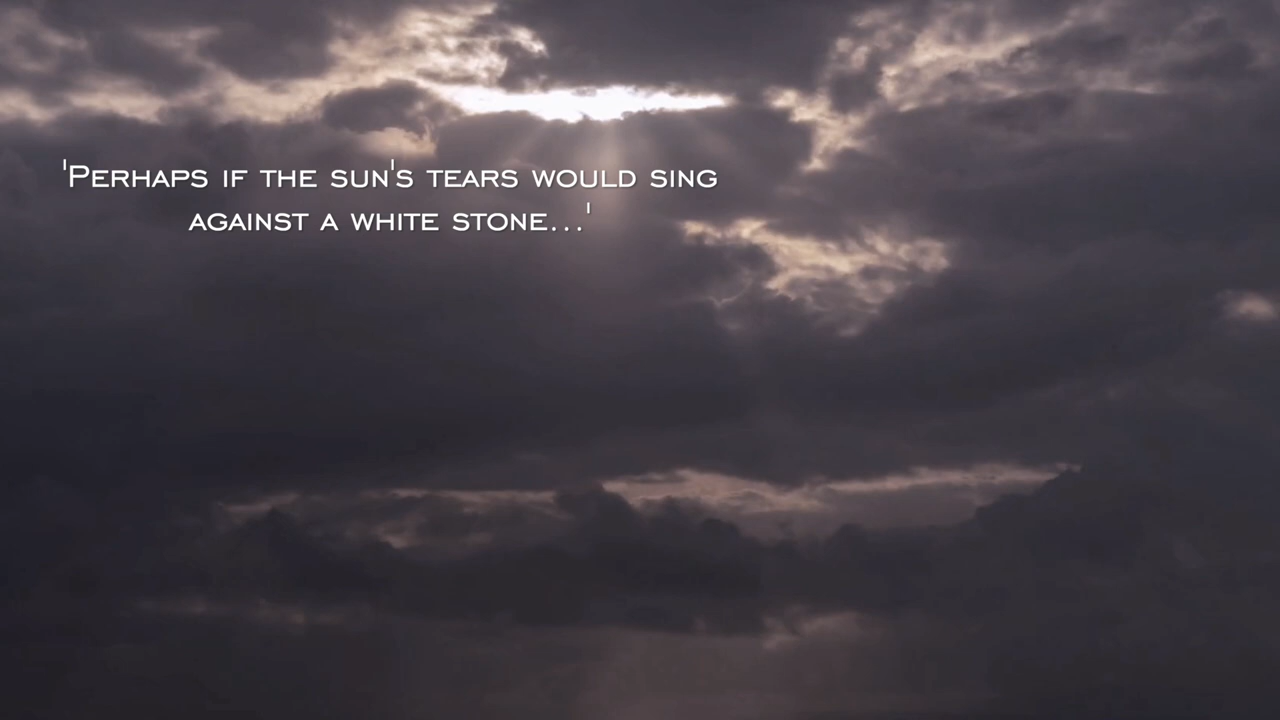 'Perhaps if the sun's tears would sing
against a white stone...'